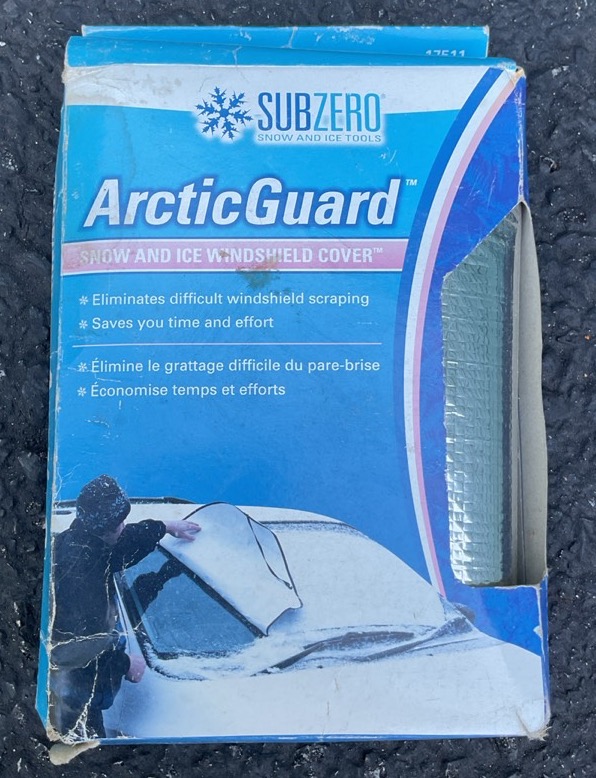 17511
SUBZERO
SNOW AND ICE TOOLS
ArcticGuard™
SNOW AND ICE WINDSHIELD COVER™
* Eliminates difficult windshield scraping
* Saves you time and effort
* Élimine le grattage difficile du pare-brise
* Économise temps et efforts